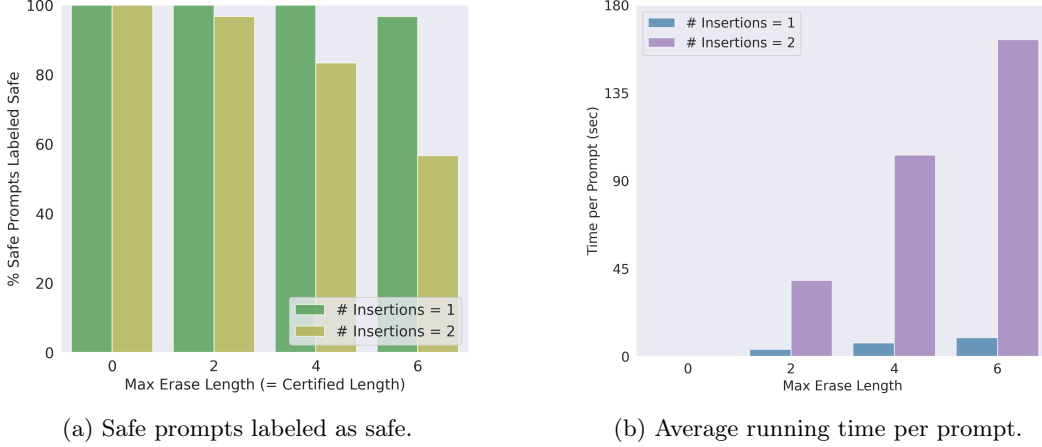 100
80
60
40
20
0
% Safe Prompts Labeled Safe
# Insertions = 1
# Insertions = 2
0 2 4 6
Max Erase Length (= Certified Length)
(a) Safe prompts labeled as safe.
180
135
90
45
0
Time per Prompt (sec)
# Insertions = 1
# Insertions = 2
0 2 4 6
Max Erase Length
(b) Average running time per prompt.